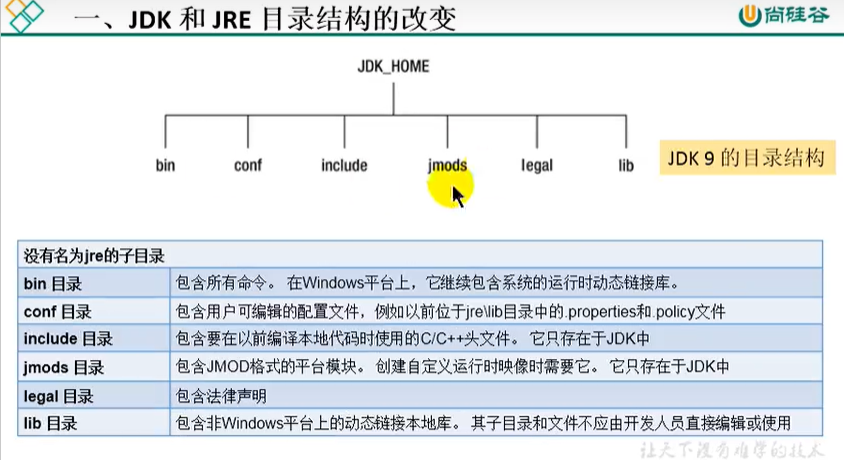 一、JDK 和 JRE 目录结构的改变
尚硅谷
JDK_HOME
bin conf include jmods legal lib
JDK 9 的目录结构
没有名为jre的子目录
bin 目录 包含所有命令。 在Windows平台上，它继续包含系统的运行时动态链接库。
conf 目录 包含用户可编辑的配置文件，例如以前位于jre\lib目录中的.properties和.policy文件
include 目录 包含要在以前编译本地代码时使用的C/C++头文件。 它只存在于JDK中
jmods 目录 包含JMOD格式的平台模块。 创建自定义运行时映像时需要它。 它只存在于JDK中
legal 目录 包含法律声明
lib 目录 包含非Windows平台上的动态链接本地库。 其子目录和文件不应由开发人员直接编辑或使用
让天下没有难学的技术